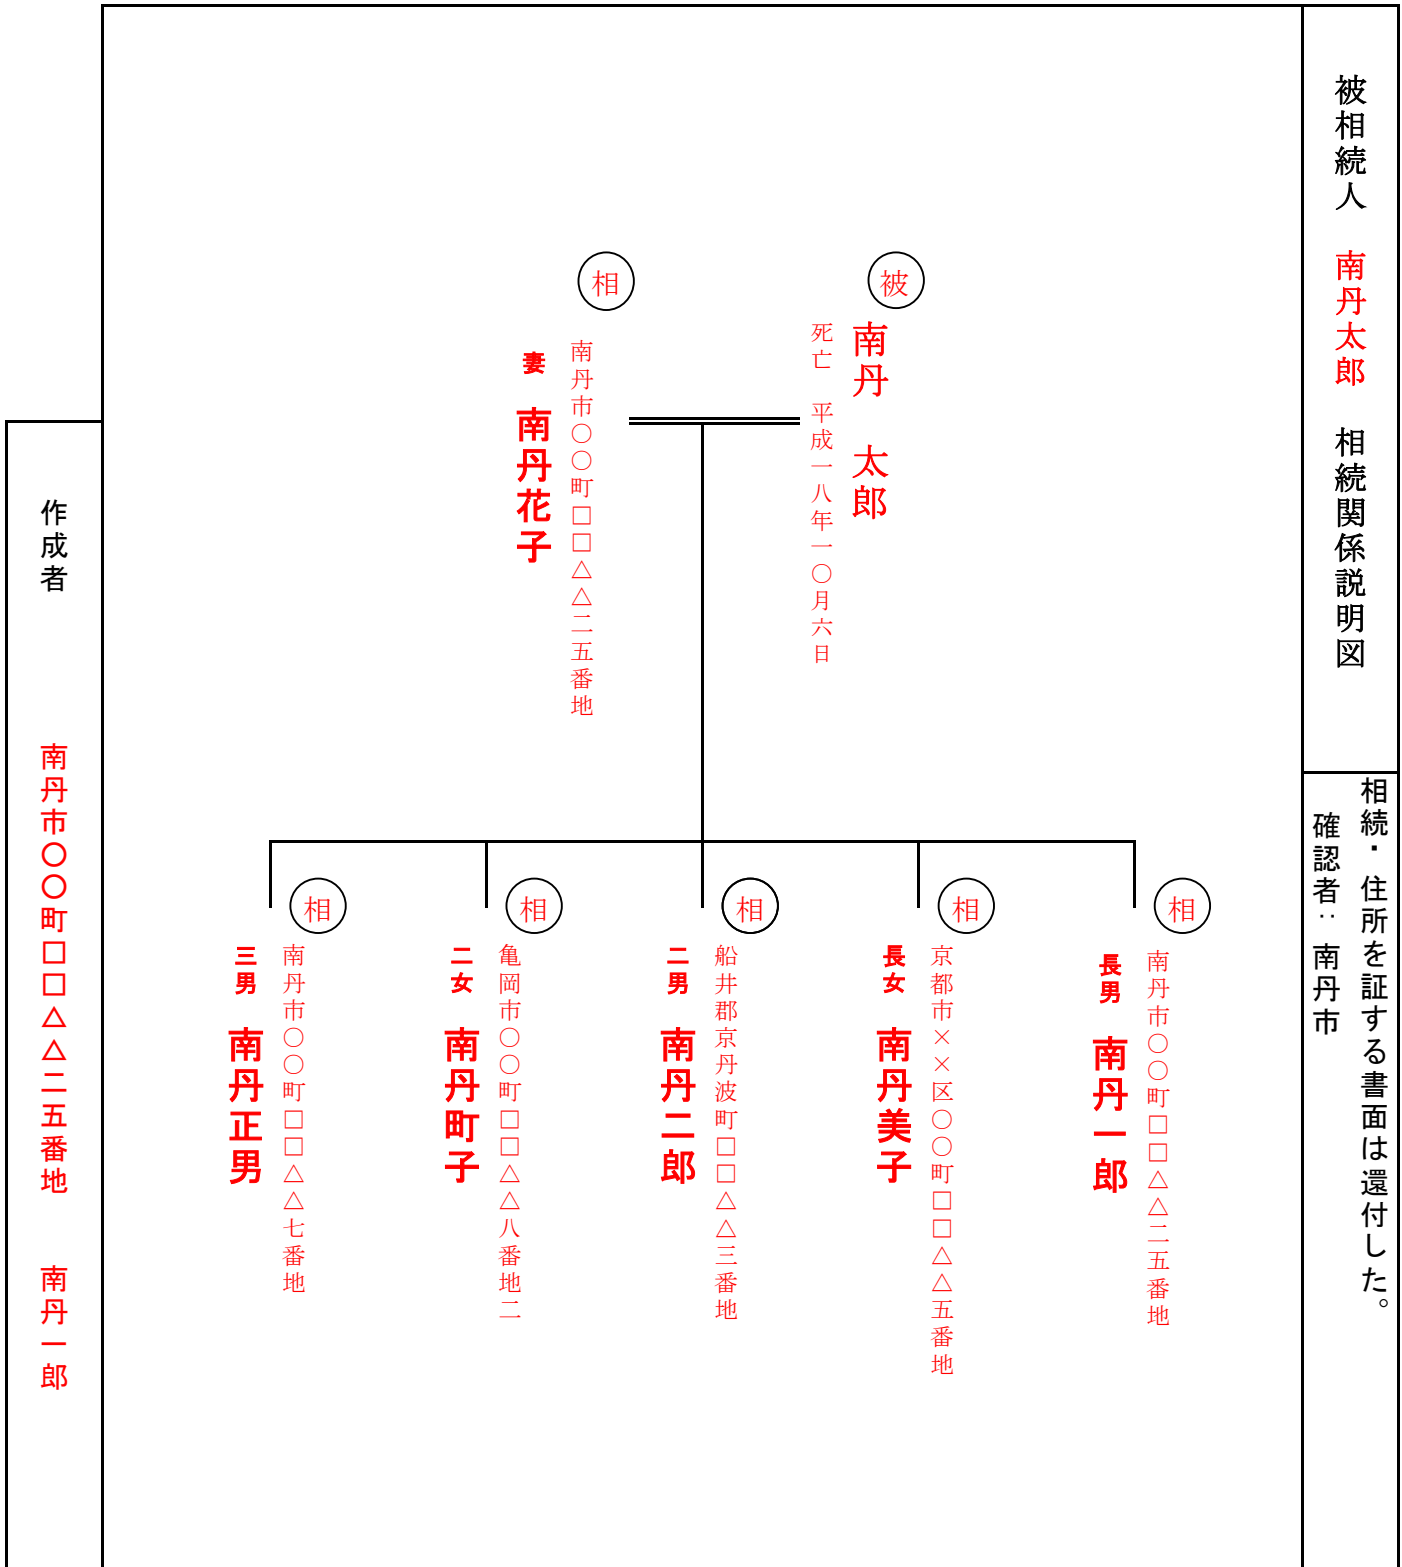 被相続人　南丹太郎　相続関係説明図
相続・住所を証する書面は還付した。
確認者：南丹市
被
南丹　太郎
死亡　平成一八年一〇月六日
相
南丹市〇〇町□□△△二五番地
妻　南丹花子
相
南丹市〇〇町□□△△二五番地
長男　南丹一郎
相
京都市××区〇〇町□□△△五番地
長女　南丹美子
相
船井郡京丹波町□□△△三番地
二男　南丹二郎
相
亀岡市〇〇町□□△△八番地二
二女　南丹町子
相
南丹市〇〇町□□△△七番地
三男　南丹正男
作成者　南丹市〇〇町□□△△二五番地　南丹一郎